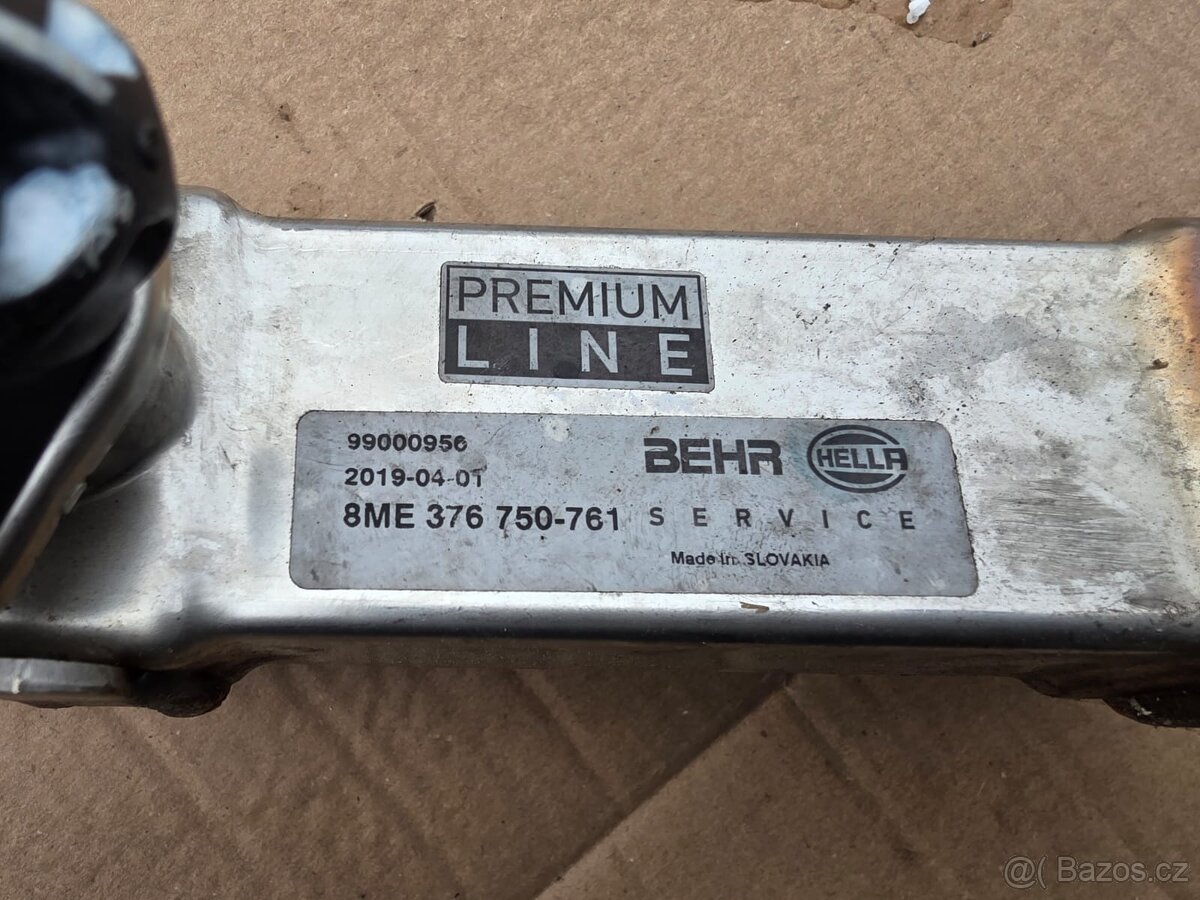 PREMIUM
LINE
99000956
2019-04-01
8ME 376 750-761
BEHR HELLA
SERVICE
Made in SLOVAKIA
@( Bazos.cz